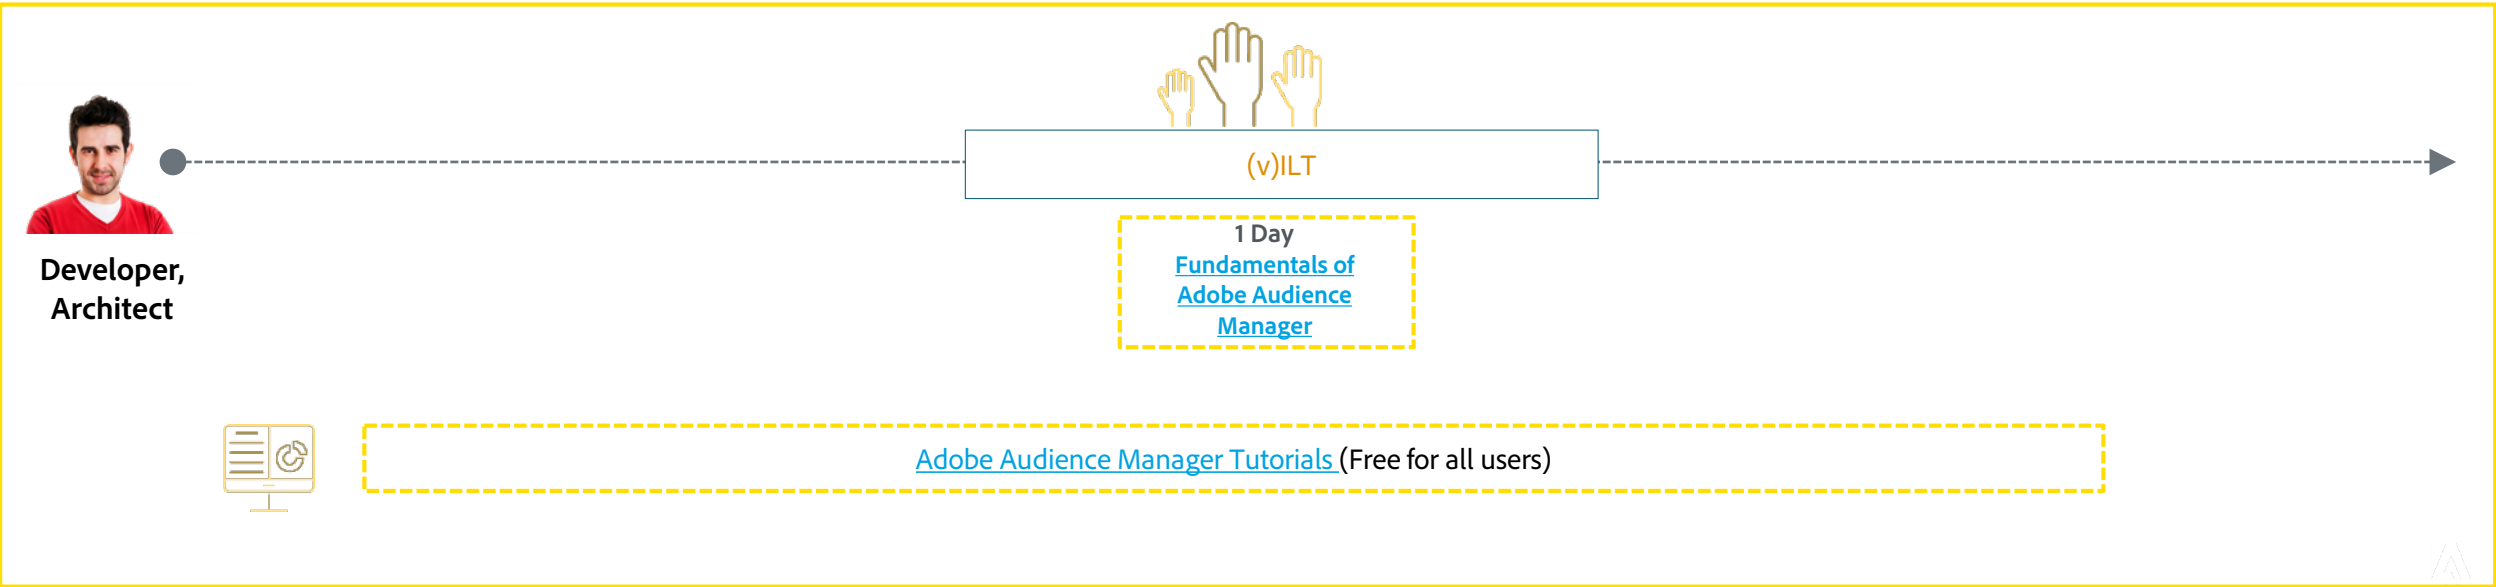 (v)ILT
Developer,
Architect
1 Day
Fundamentals of
Adobe Audience
Manager
Adobe Audience Manager Tutorials (Free for all users)